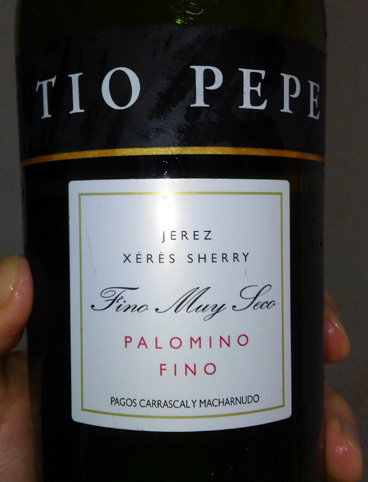 TIO PEPE
JEREZ
XÉRÈS SHERRY
Fino Muy Seco
PALOMINO
FINO
PAGOS CARRASCAL Y MACHARNUDO